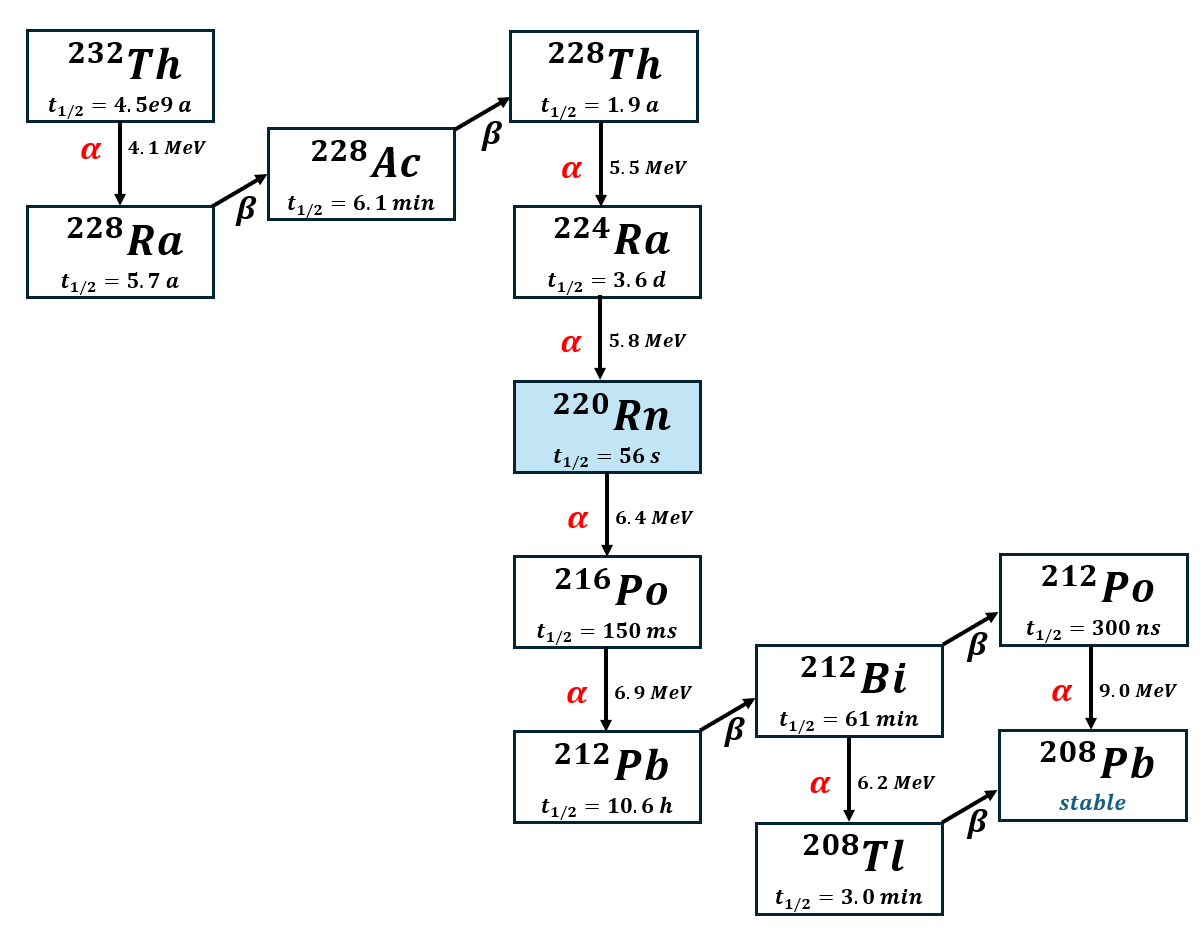 ²³²Th
t₁/₂ = 4.5e9 a
α
4.1 MeV
²²⁸Ra
t₁/₂ = 5.7 a
β
²²⁸Ac
t₁/₂ = 6.1 min
β
²²⁸Th
t₁/₂ = 1.9 a
α
5.5 MeV
²²⁴Ra
t₁/₂ = 3.6 d
α
5.8 MeV
²²⁰Rn
t₁/₂ = 56 s
α
6.4 MeV
²¹⁶Po
t₁/₂ = 150 ms
α
6.9 MeV
²¹²Pb
t₁/₂ = 10.6 h
β
²¹²Bi
t₁/₂ = 61 min
α
6.2 MeV
²⁰⁸Tl
t₁/₂ = 3.0 min
β
β
²¹²Po
t₁/₂ = 300 ns
α
9.0 MeV
²⁰⁸Pb
stable